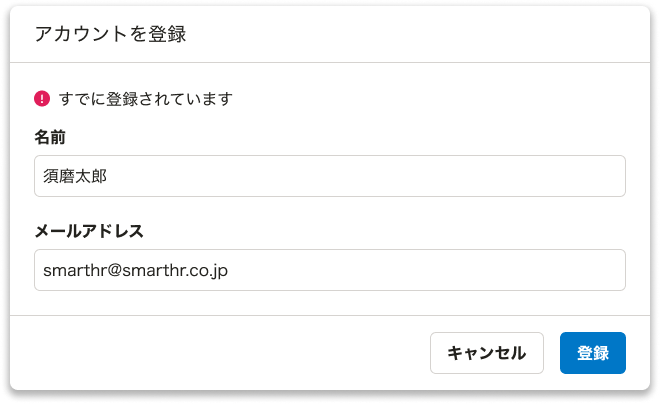 アカウントを登録
すでに登録されています
名前
須磨太郎
メールアドレス
smarthr@smarthr.co.jp
キャンセル
登録